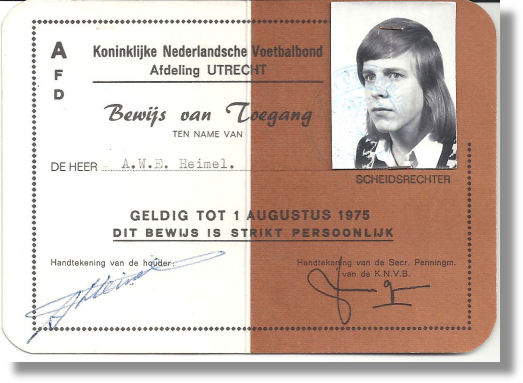 A
F
D
Koninklijke Nederlandsche Voetbalbond
Afdeling UTRECHT
Bewijs van Toegang
TEN NAME VAN
DE HEER A.W.E. Heimel.
SCHEIDSRECHTER
GELDIG TOT 1 AUGUSTUS 1975
DIT BEWIJS IS STRIKT PERSOONLIJK
Handtekening van de houder:
Handtekening van de Secr. Penningm.
van de K.N.V.B.